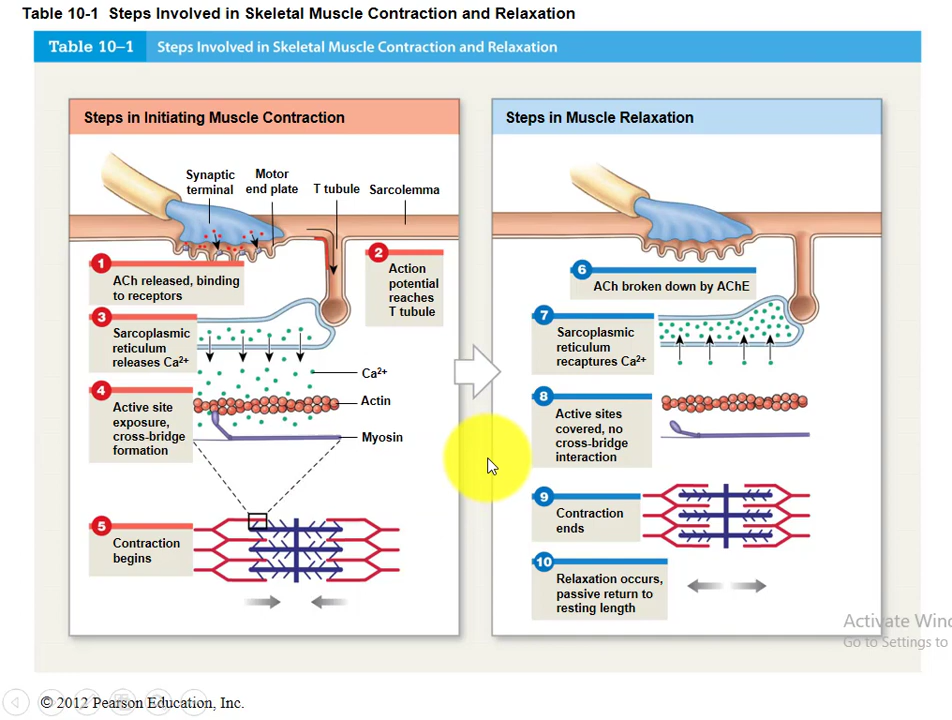 Table 10-1 Steps Involved in Skeletal Muscle Contraction and Relaxation
Table 10–1 Steps Involved in Skeletal Muscle Contraction and Relaxation
Steps in Initiating Muscle Contraction
Synaptic
terminal
Motor
end plate
T tubule
Sarcolemma
1
ACh released, binding
to receptors
2
Action
potential
reaches
T tubule
3
Sarcoplasmic
reticulum
releases Ca2+
Ca2+
4
Active site
exposure,
cross-bridge
formation
Actin
Myosin
5
Contraction
begins
Steps in Muscle Relaxation
6
ACh broken down by AChE
7
Sarcoplasmic
reticulum
recaptures Ca2+
8
Active sites
covered, no
cross-bridge
interaction
9
Contraction
ends
10
Relaxation occurs,
passive return to
resting length
Activate Wind
Go to Settings to
© 2012 Pearson Education, Inc.